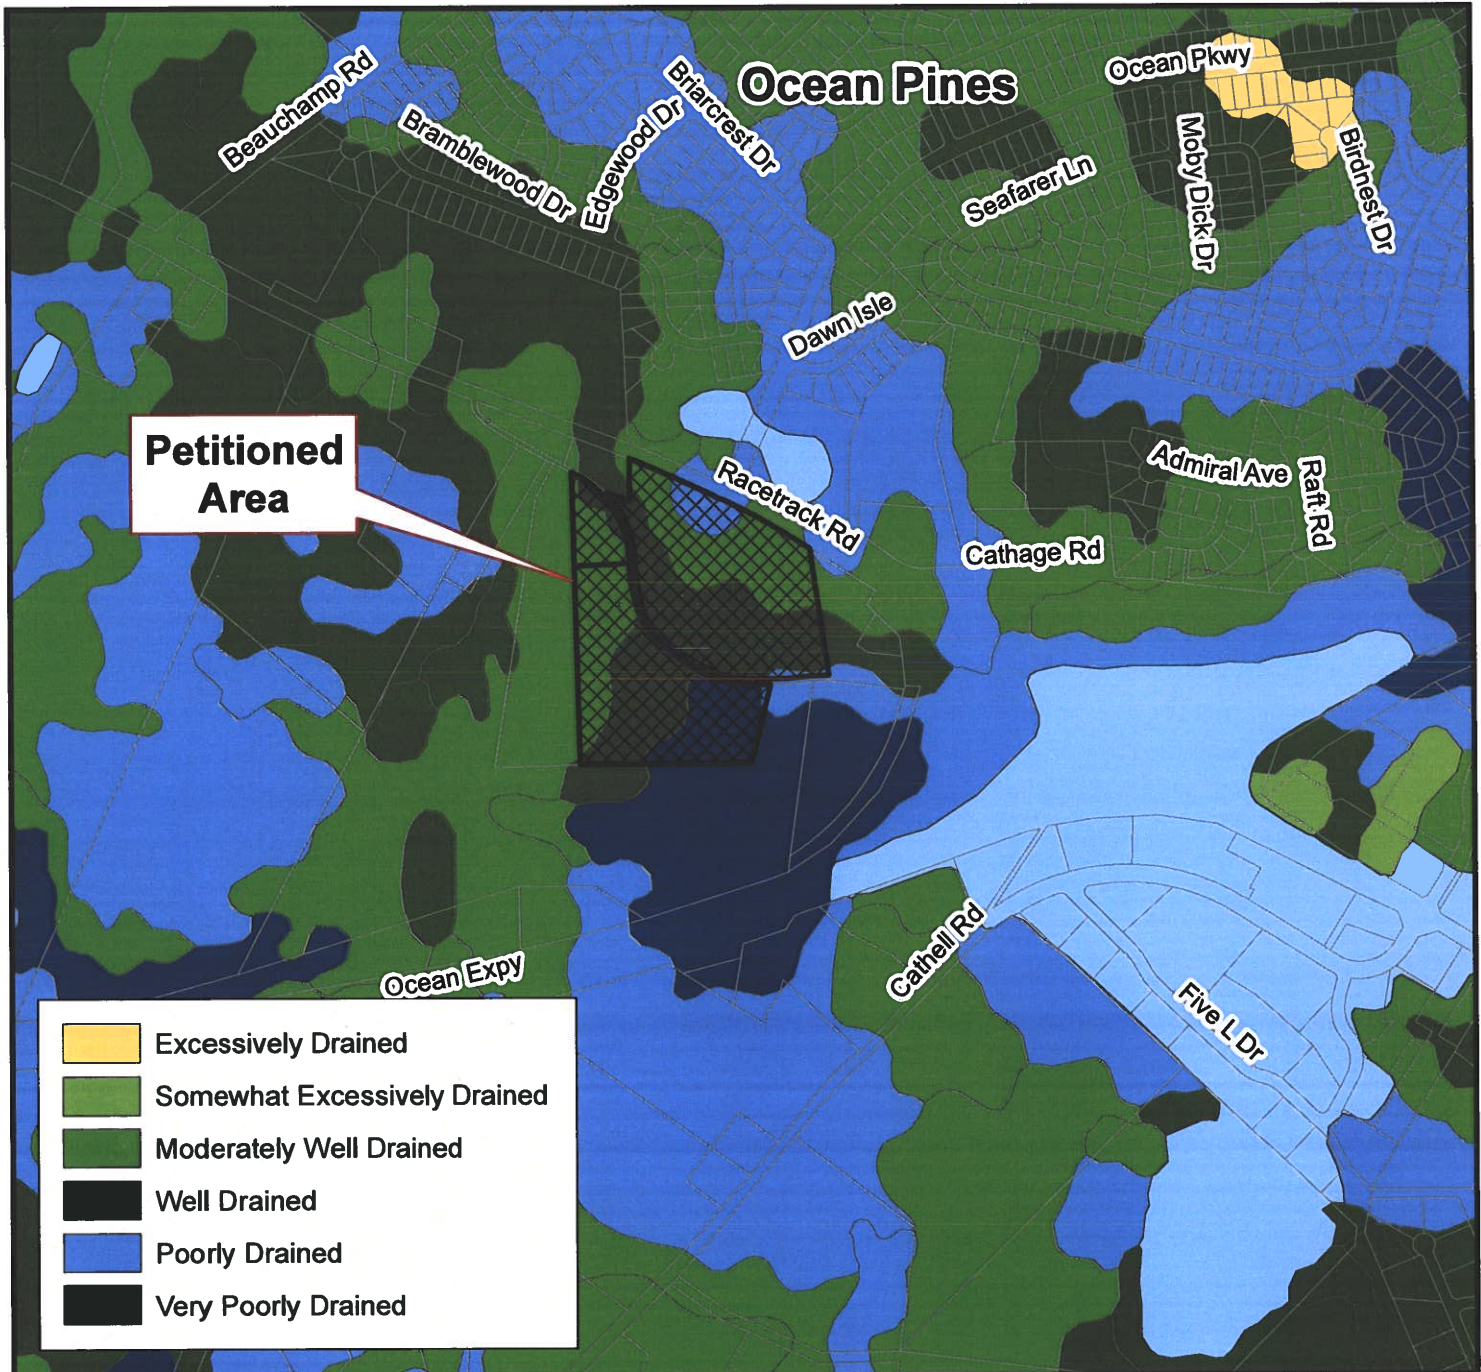 Ocean Pines
Ocean Pkwy
Beauchamp Rd
Bramblewood Dr
Edgewood Dr
Briarcrest Dr
Moby Dick Dr
Birdnest Dr
Seafarer Ln
Dawn Isle
Petitioned
Area
Racetrack Rd
Admiral Ave
Raft Rd
Cathage Rd
Cathell Rd
Ocean Expy
Five L Dr
Excessively Drained
Somewhat Excessively Drained
Moderately Well Drained
Well Drained
Poorly Drained
Very Poorly Drained